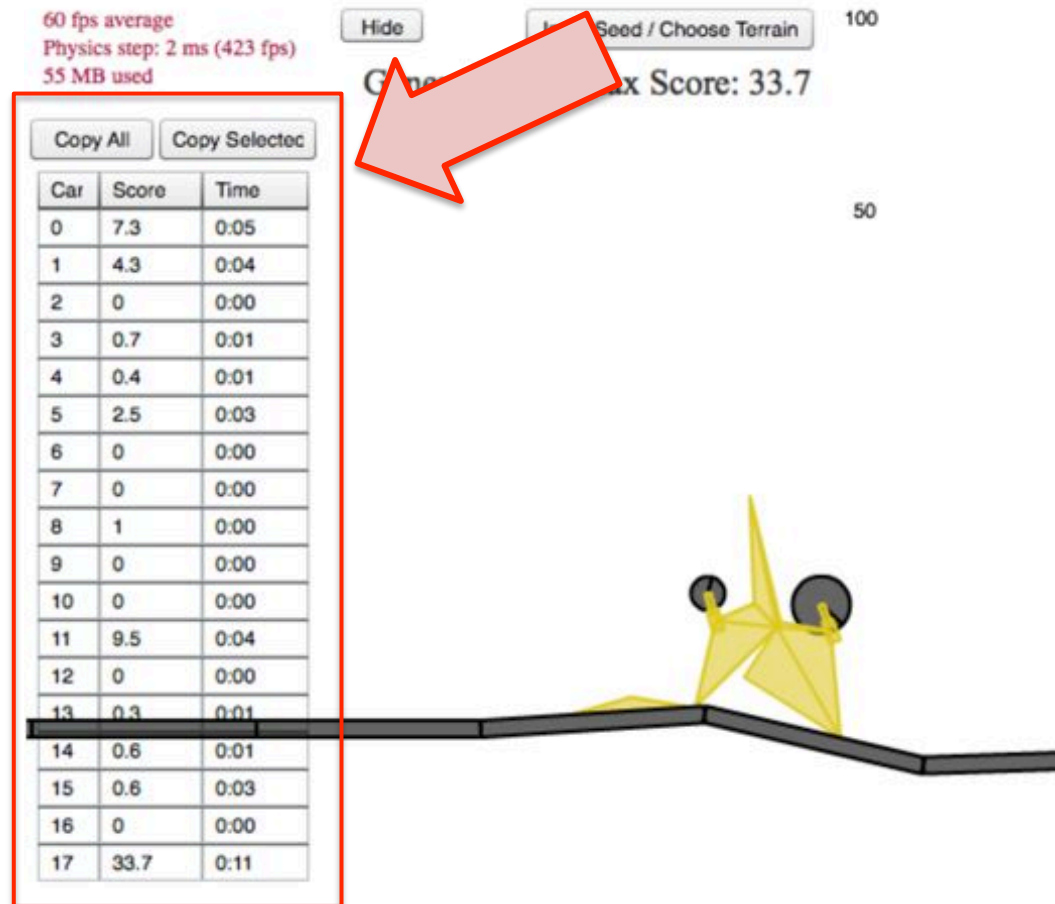 60 fps average
Physics step: 2 ms (423 fps)
55 MB used
Hide
Seed / Choose Terrain
Score: 33.7
100
50
Copy All Copy Selectec
Car Score Time
0 7.3 0:05
1 4.3 0:04
2 0 0:00
3 0.7 0:01
4 0.4 0:01
5 2.5 0:03
6 0 0:00
7 0 0:00
8 1 0:00
9 0 0:00
10 0 0:00
11 9.5 0:04
12 0 0:00
13 0.3 0:01
14 0.6 0:01
15 0.6 0:03
16 0 0:00
17 33.7 0:11